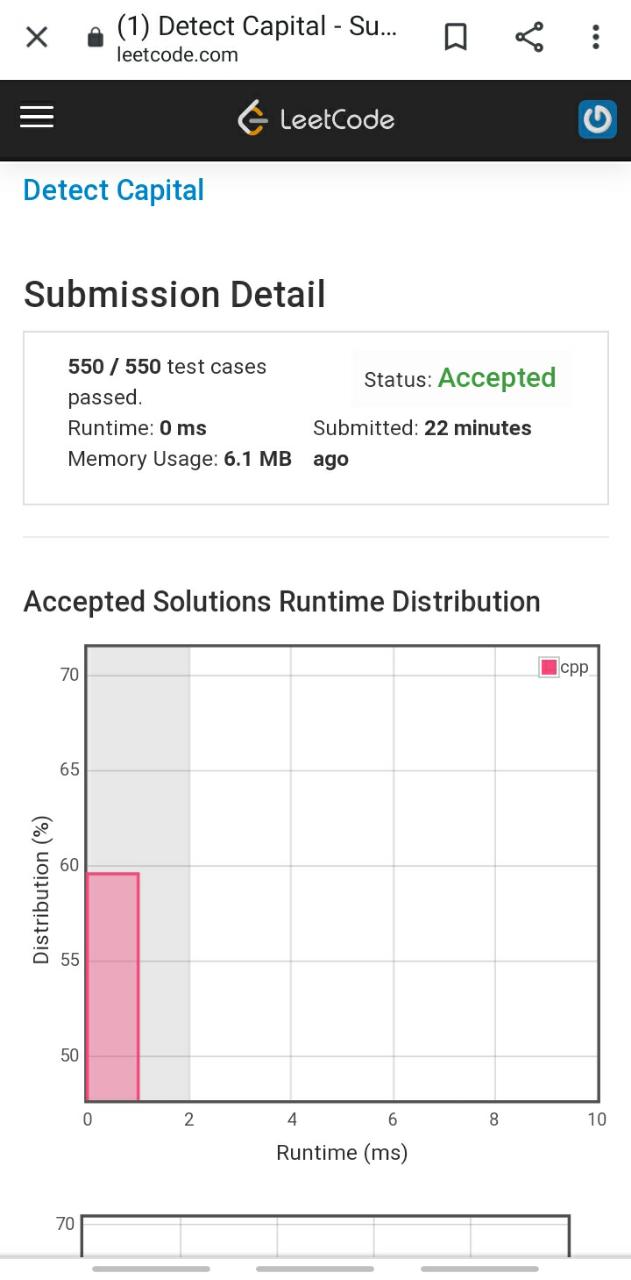 (1) Detect Capital - Su...
leetcode.com
LeetCode
Detect Capital
Submission Detail
550 / 550 test cases
passed.
Status: Accepted
Runtime: 0 ms
Submitted: 22 minutes
Memory Usage: 6.1 MB
ago
Accepted Solutions Runtime Distribution
cpp
70
65
60
55
50
Distribution (%)
0 2 4 6 8 10
Runtime (ms)
70